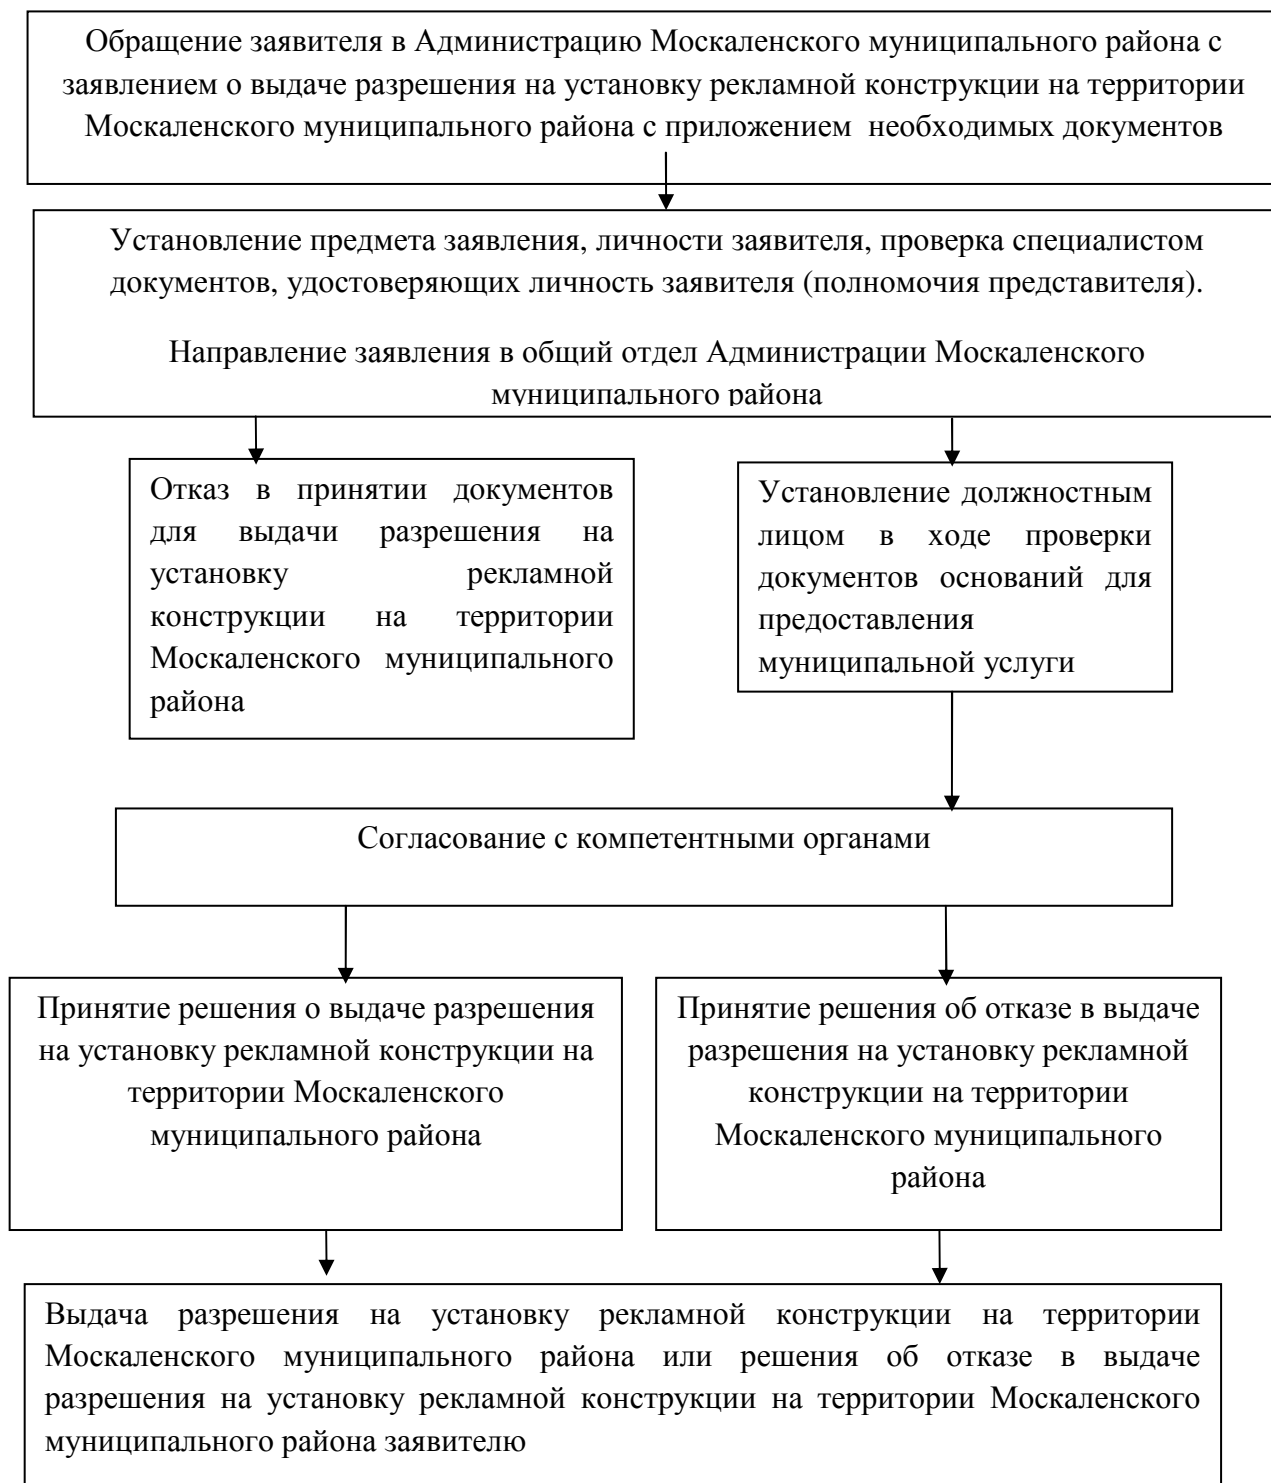 Обращение заявителя в Администрацию Москаленского муниципального района с
заявлением о выдаче разрешения на установку рекламной конструкции на территории
Москаленского муниципального района с приложением необходимых документов
Установление предмета заявления, личности заявителя, проверка специалистом
документов, удостоверяющих личность заявителя (полномочия представителя).
Направление заявления в общий отдел Администрации Москаленского
муниципального района
Отказ в принятии документов
для выдачи разрешения на
установку рекламной
конструкции на территории
Москаленского муниципального
района
Установление должностным
лицом в ходе проверки
документов оснований для
предоставления
муниципальной услуги
Согласование с компетентными органами
Принятие решения о выдаче разрешения
на установку рекламной конструкции на
территории Москаленского
муниципального района
Принятие решения об отказе в выдаче
разрешения на установку рекламной
конструкции на территории
Москаленского муниципального
района
Выдача разрешения на установку рекламной конструкции на территории
Москаленского муниципального района или решения об отказе в выдаче
разрешения на установку рекламной конструкции на территории Москаленского
муниципального района заявителю